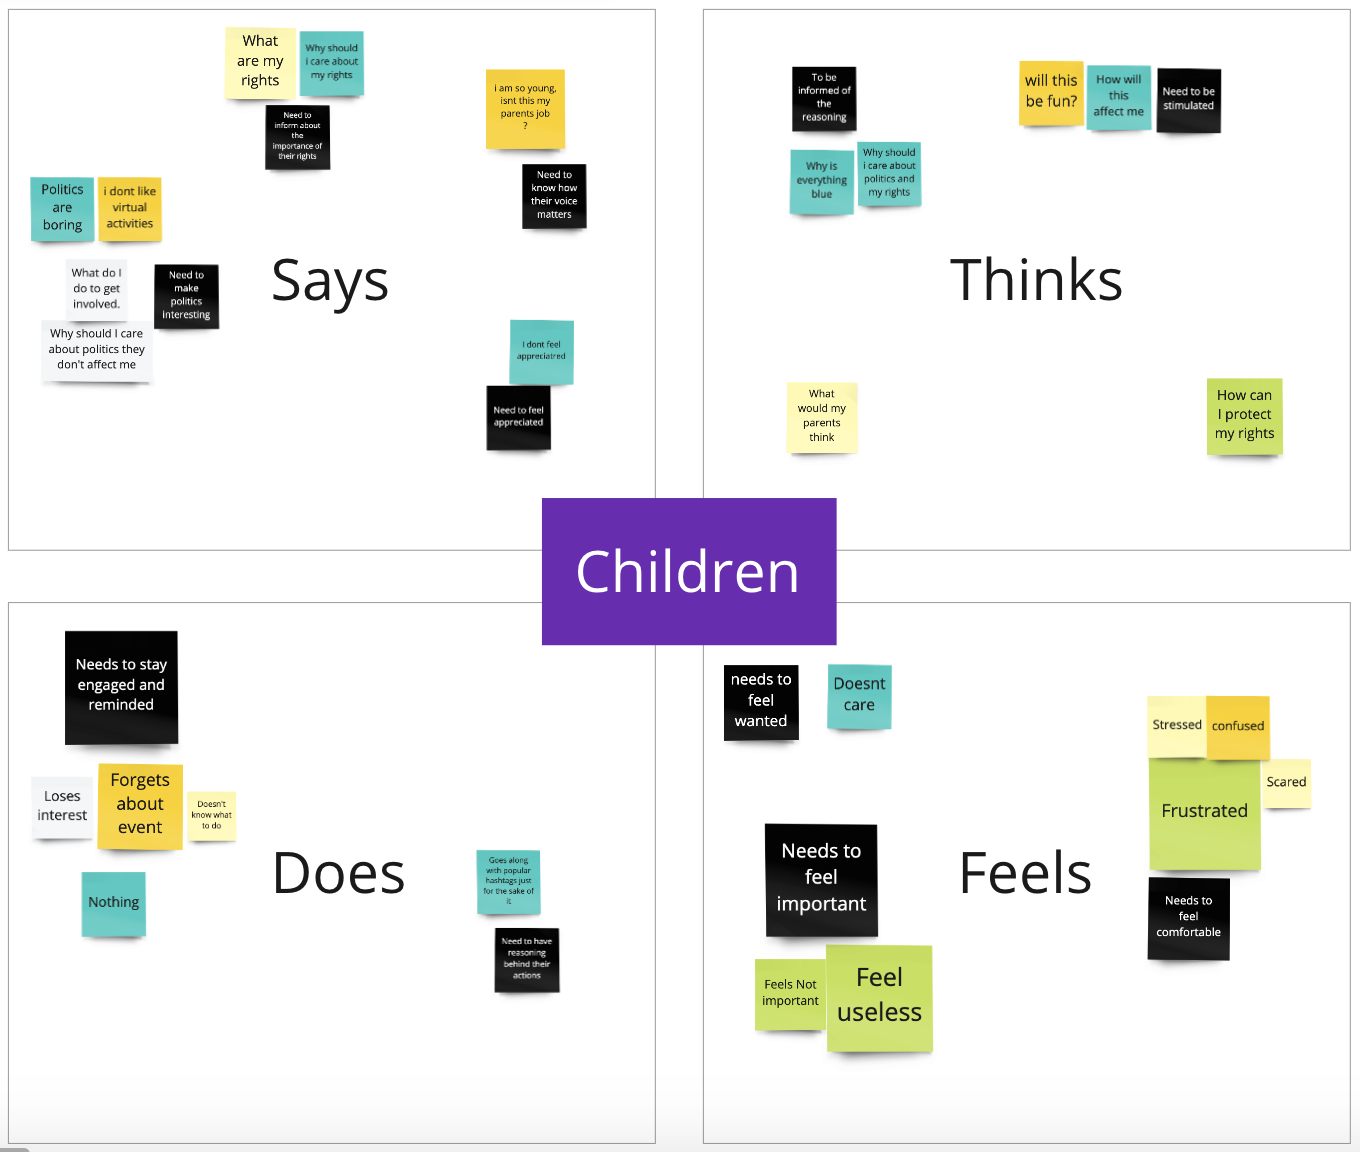 What
are my
rights
Why should
i care about
my rights
Need to
inform about
the
importance of
their rights
i am so young,
isnt this my
parents job
?
Need to
know how
their voice
matters
Politics
are
boring
i dont like
virtual
activities
What do I
do to get
involved.
Need to
make
politics
interesting
Why should I care
about politics they
don't affect me
Says
I dont feel
appreciatred
Need to feel
appreciated
To be
informed of
the
reasoning
Why is
everything
blue
Why should
i care about
politics and
my rights
will this
be fun?
How will
this
affect me
Need to be
stimulated
Thinks
What
would my
parents
think
How can
I protect
my rights
Children
Needs to stay
engaged and
reminded
Loses
interest
Forgets
about
event
Doesn't
know what
to do
Nothing
Does
Goes along
with popular
hashtags just
for the sake of
it
Need to have
reasoning
behind their
actions
needs to
feel
wanted
Doesnt
care
Stressed
confused
Scared
Frustrated
Needs to
feel
comfortable
Feels
Needs to
feel
important
Feels Not
important
Feel
useless